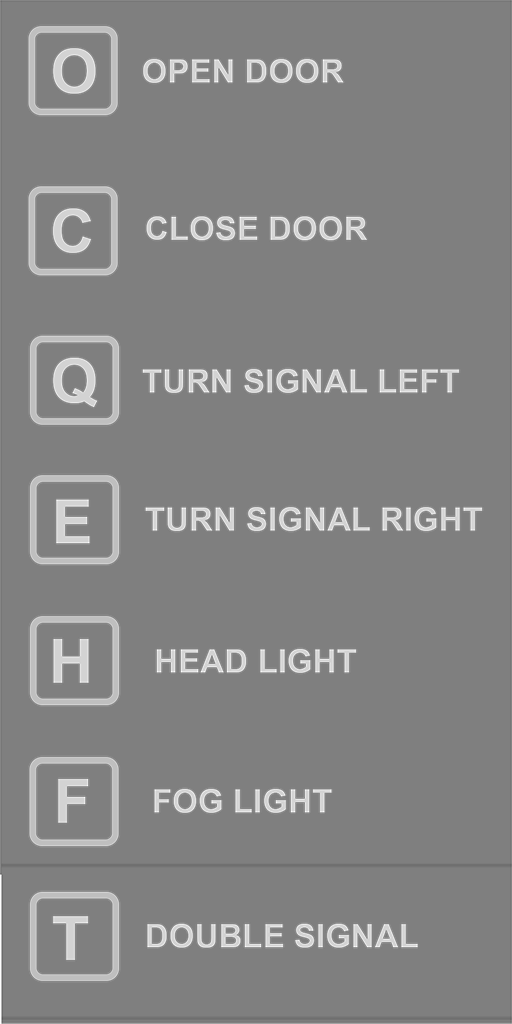 O OPEN DOOR
C CLOSE DOOR
Q TURN SIGNAL LEFT
E TURN SIGNAL RIGHT
H HEAD LIGHT
F FOG LIGHT
T DOUBLE SIGNAL